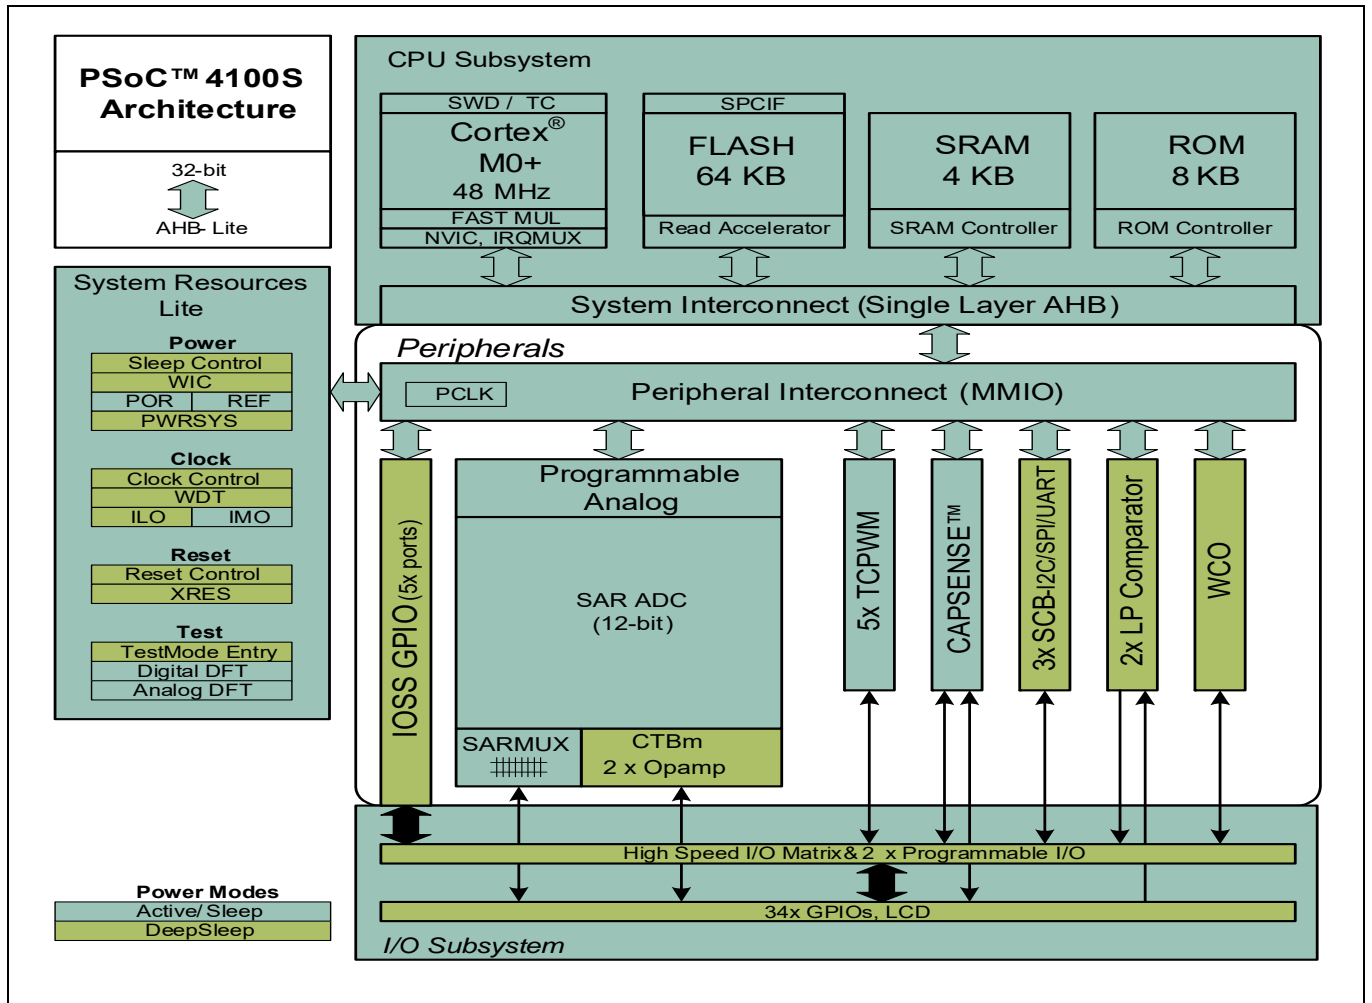 PSoC™ 4100S
Architecture
32-bit
AHB- Lite
CPU Subsystem
SWD / TC
Cortex®
M0+
48 MHz
FAST MUL
NVIC, IRQMUX
SPCIF
FLASH
64 KB
Read Accelerator
SRAM
4 KB
SRAM Controller
ROM
8 KB
ROM Controller
System Interconnect (Single Layer AHB)
System Resources
Lite
Power
Sleep Control
WIC
POR REF
PWRSYS
Clock
Clock Control
WDT
ILO IMO
Reset
Reset Control
XRES
Test
TestMode Entry
Digital DFT
Analog DFT
Peripherals
PCLK
Peripheral Interconnect (MMIO)
IOSS GPIO (5x ports)
Programmable
Analog
SAR ADC
(12-bit)
SARMUX
CTBm
2 x Opamp
5x TCPWM
CAPSENSE™
3x SCB-I2C/SPI/UART
2x LP Comparator
WCO
High Speed I/O Matrix & 2 x Programmable I/O
34x GPIOs, LCD
I/O Subsystem
Power Modes
Active/ Sleep
DeepSleep